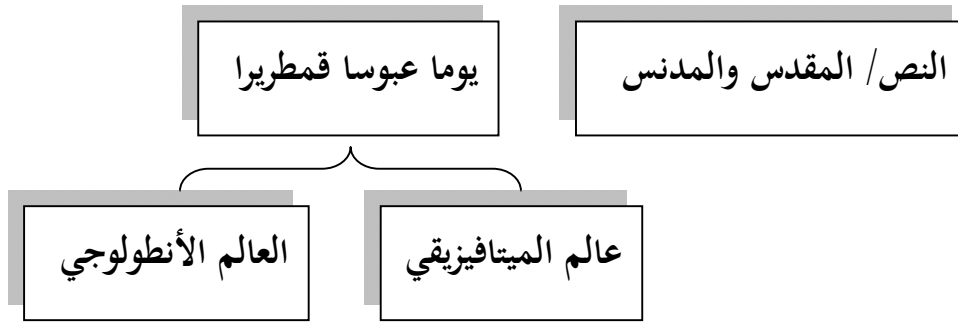 النص/ المقدس والمدنس
يوما عبوسا قمطريرا
عالم الميتافيزيقي
العالم الأنطولوجي